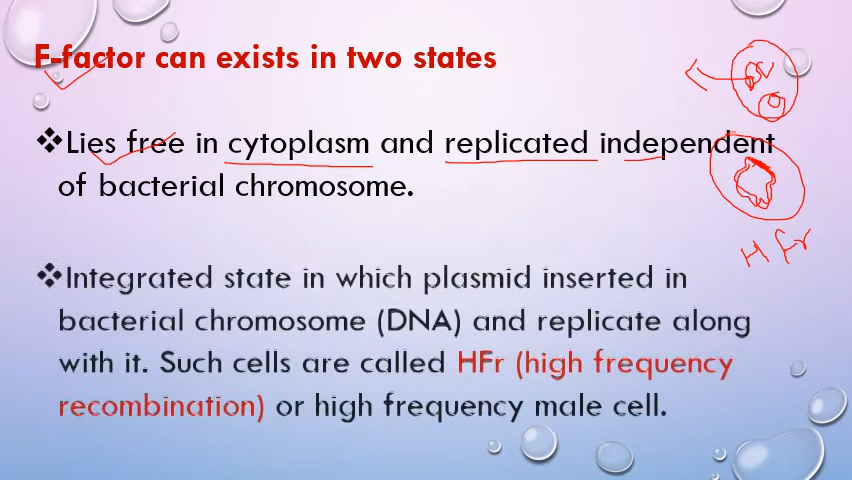 F-factor can exists in two states
❖Lies free in cytoplasm and replicated independent
of bacterial chromosome.
HFr
❖Integrated state in which plasmid inserted in
bacterial chromosome (DNA) and replicate along
with it. Such cells are called HFr (high frequency
recombination) or high frequency male cell.